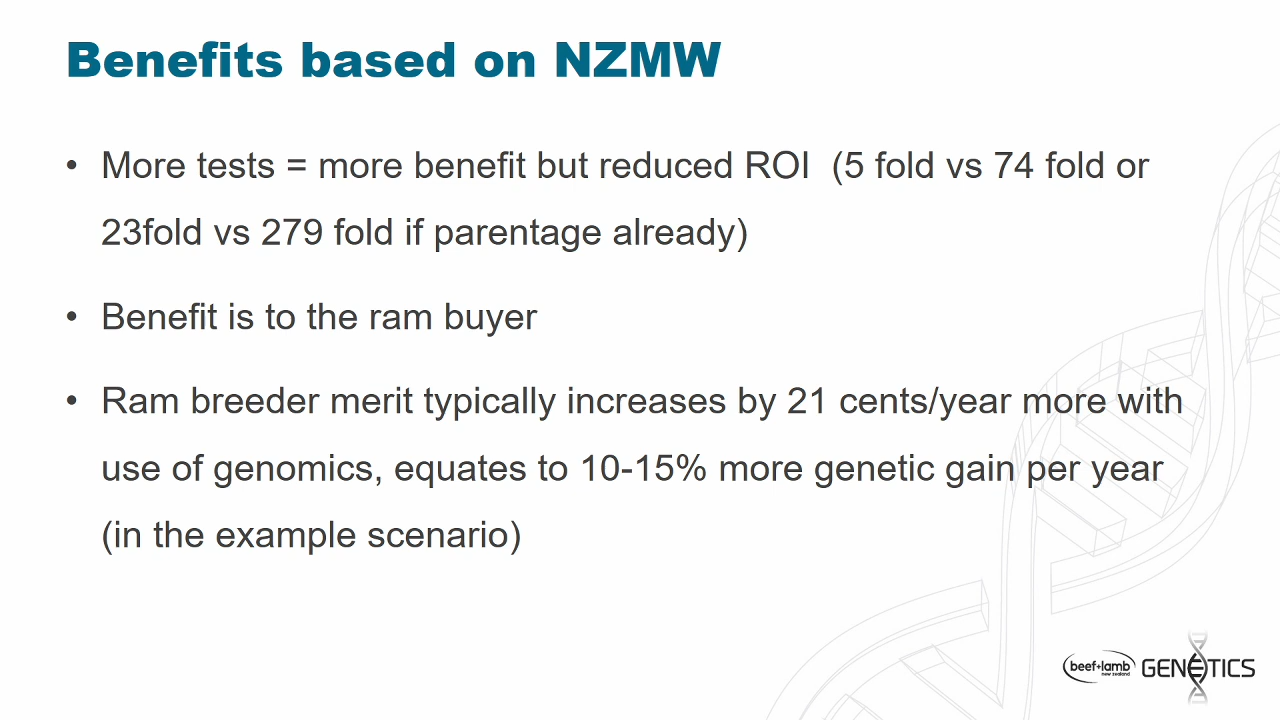 Benefits based on NZMW
• More tests = more benefit but reduced ROI  (5 fold vs 74 fold or
23fold vs 279 fold if parentage already)
• Benefit is to the ram buyer
• Ram breeder merit typically increases by 21 cents/year more with
use of genomics, equates to 10-15% more genetic gain per year
(in the example scenario)
beef+lamb GENETICS
new zealand